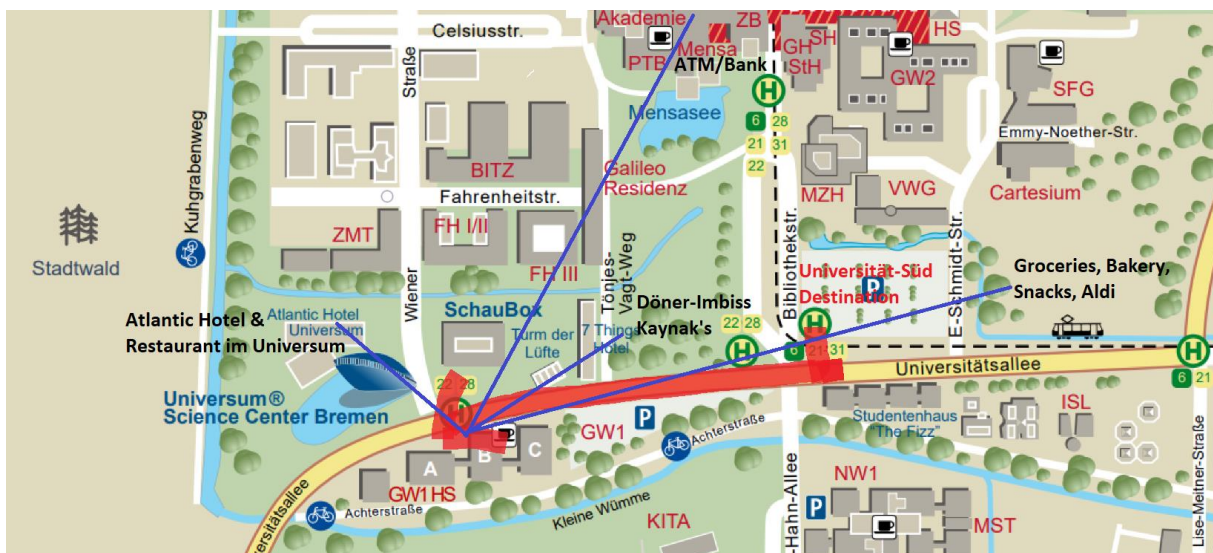 Akademie
ZB
Celsiusstr.
SH
HS
Mensa
GH
PTB
StH
ATM/Bank
GW2
SFG
Straße
H
Mensasee
6 28
21 31
22
Emmy-Noether-Str.
Kuhgrabenweg
BITZ
Galileo
Residenz
MZH
VWG
Cartesium
Fahrenheitstr.
ZMT
FH I/II
FH III
Stadtwald
Wiener
Tönjes-
Vagt-Weg
Bibliothekstr.
E-Schmidt-Str.
Universität-Süd
Destination
P
Groceries, Bakery,
Snacks, Aldi
SchauBox
Atlantic Hotel
Universum
Atlantic Hotel &
Restaurant im Universum
Turm der
Lüfte
7 Things
Hotel
Döner-Imbiss
Kaynak's
22 28
H
H
6 21 31
H
6 21
Universitätsallee
Universum®
Science Center Bremen
22 28
H
P
GW1
Achterstraße
Studentenhaus
"The Fizz"
ISL
A
B
C
GW1 HS
Achterstraße
Kleine Wümme
KITA
P
NW1
MST
-Hahn-Allee
Lise-Meitner-Straße
versitätsallee